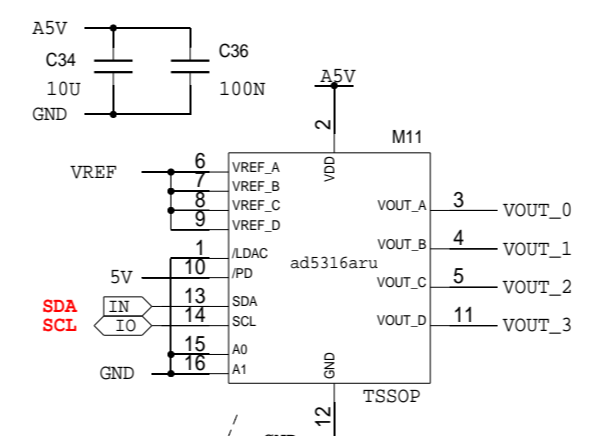 A5V
C34
C36
10U
100N
GND
A5V
2
M11
VDD
VREF
6
VREF_A
7
VREF_B
8
VREF_C
9
VREF_D
VOUT_A
3
VOUT_0
1
/LDAC
VOUT_B
4
VOUT_1
5V
10
/PD
ad5316aru
VOUT_C
5
VOUT_2
SDA
IN
13
SDA
SCL
IO
14
SCL
VOUT_D
11
VOUT_3
15
A0
GND
16
A1
GND
TSSOP
12